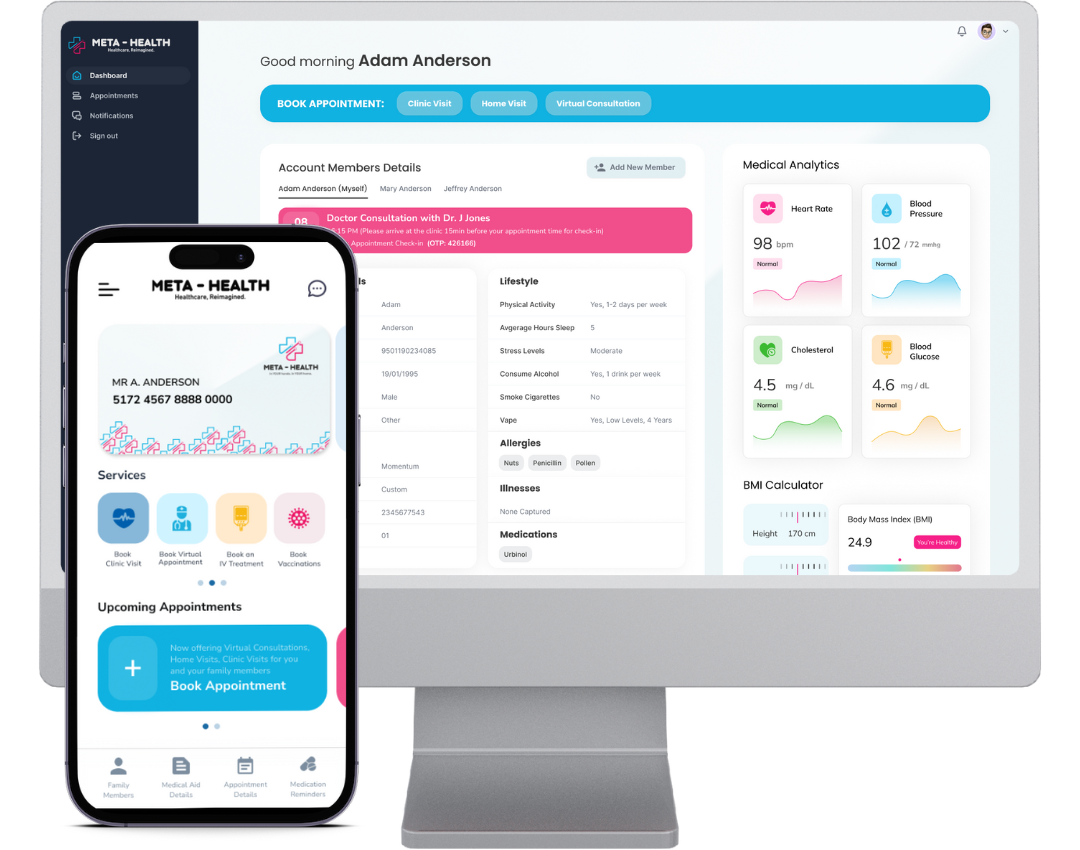 META - HEALTH
Healthcare, Reimagined.
Dashboard
Appointments
Notifications
Sign out
Good morning Adam Anderson
BOOK APPOINTMENT:
Clinic Visit
Home Visit
Virtual Consultation
Account Members Details
Add New Member
Adam Anderson (Myself)
Mary Anderson
Jeffrey Anderson
08
Doctor Consultation with Dr. J Jones
:15 PM (Please arrive at the clinic 15min before your appointment time for check-in)
Appointment Check-in (OTP: 426166)
ls
Adam
Anderson
9501190234085
19/01/1995
Male
Other
Momentum
Custom
2345677543
01
Lifestyle
Physical Activity Yes, 1-2 days per week
Avgerage Hours Sleep 5
Stress Levels Moderate
Consume Alcohol Yes, 1 drink per week
Smoke Cigarettes No
Vape Yes, Low Levels, 4 Years
Allergies
Nuts
Penicillin
Pollen
Illnesses
None Captured
Medications
Urbinol
Medical Analytics
Heart Rate
98 bpm
Normal
Blood
Pressure
102 / 72 mmhg
Normal
Cholesterol
4.5 mg / dL
Normal
Blood
Glucose
4.6 mg / dL
Normal
BMI Calculator
Height 170 cm
Body Mass Index (BMI)
24.9
You're Healthy
META - HEALTH
Healthcare, Reimagined.
META - HEALTH
MR A. ANDERSON
5172 4567 8888 0000
Services
Book
Clinic Visit
Book Virtual
Appointment
Book an
IV Treatment
Book
Vaccinations
Upcoming Appointments
Now offering Virtual Consultations,
Home Visits, Clinic Visits for you
and your family members
Book Appointment
Family
Members
Medical Aid
Details
Appointment
Details
Medication
Reminders